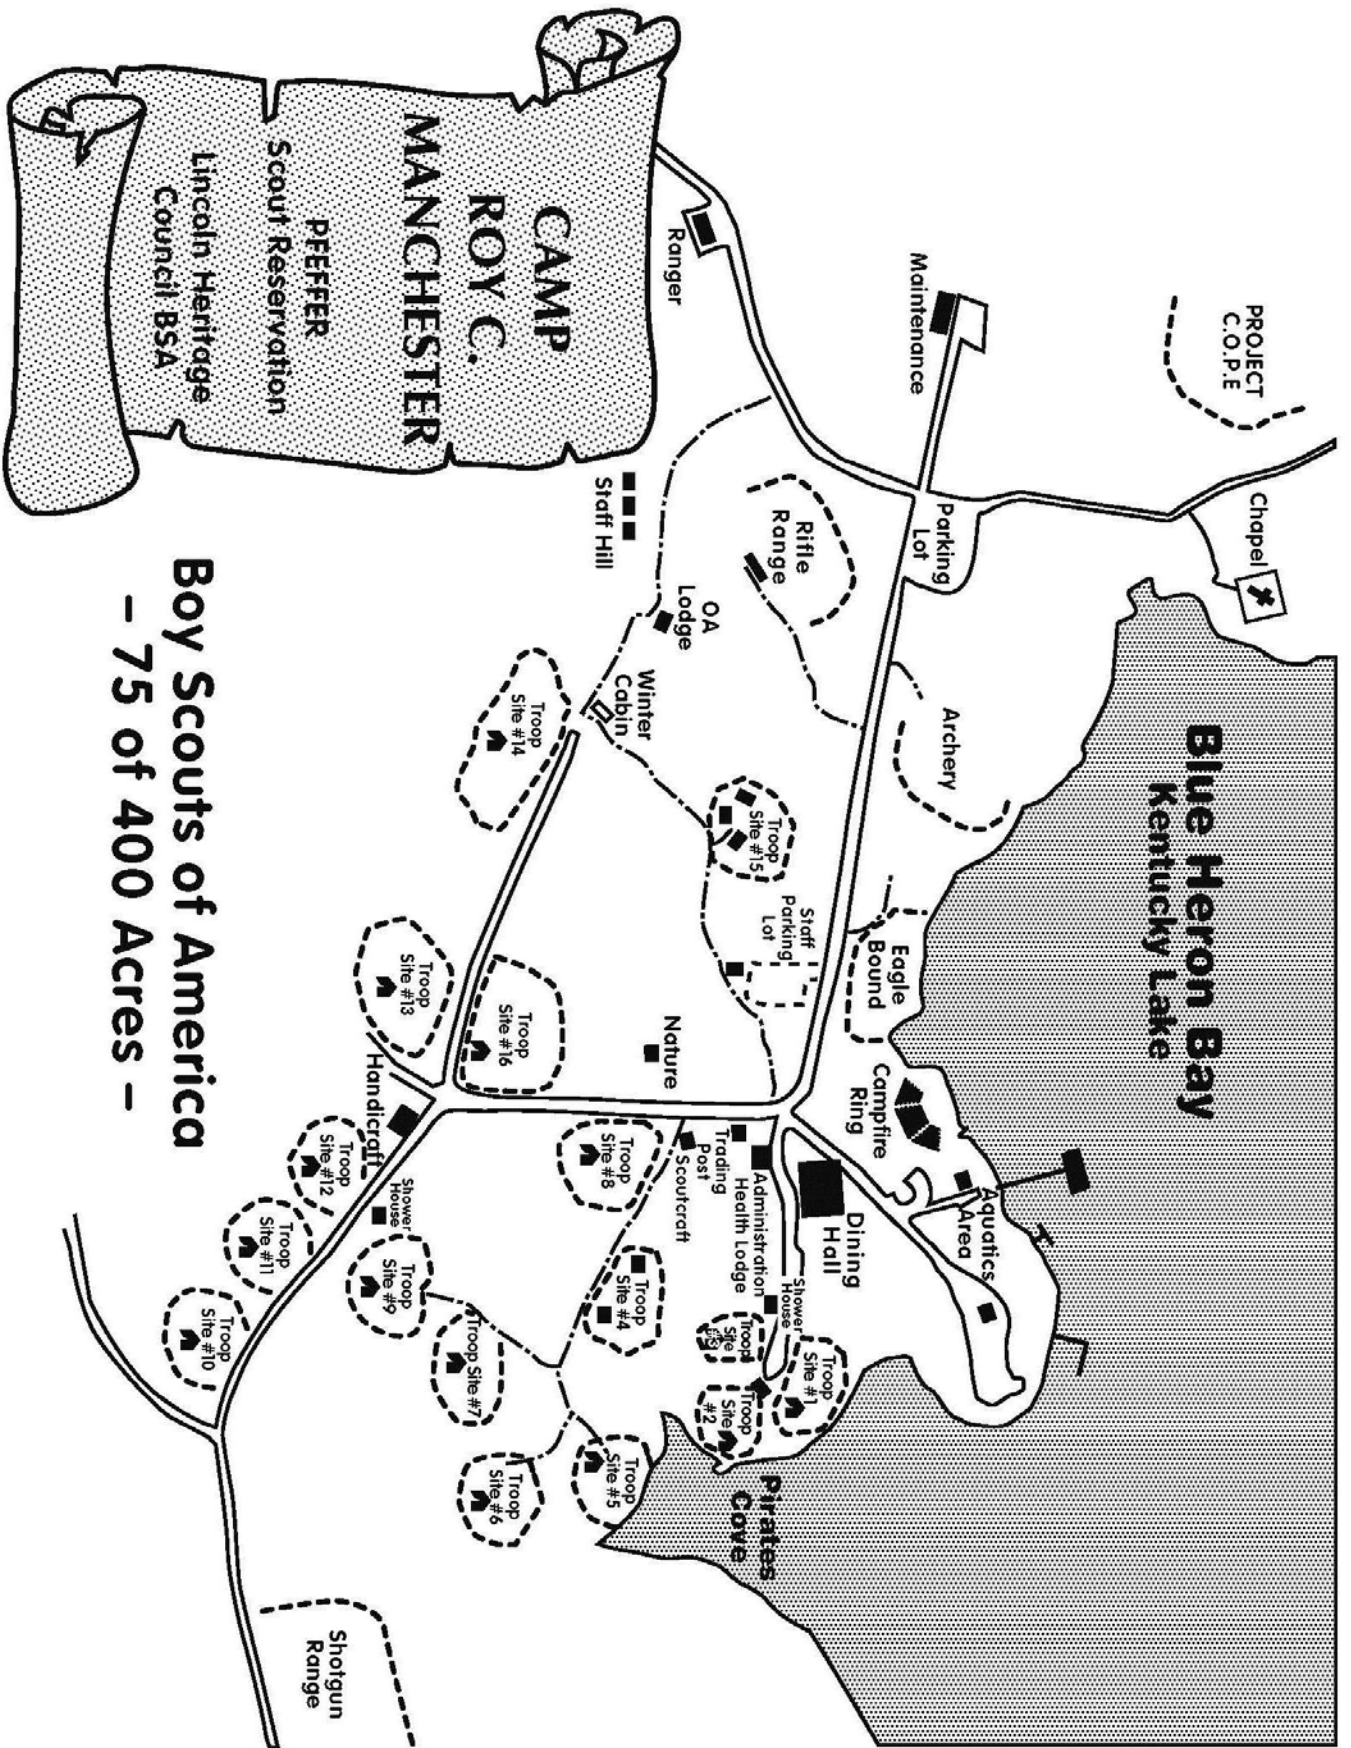 PROJECT
C.O.P.E
Chapel
Blue Heron Bay
Kentucky Lake
Maintenance
Parking
Lot
Archery
Eagle
Bound
Campfire
Ring
Aquatics
Area
Ranger
Rifle
Range
OA
Lodge
Winter
Cabin
Staff Hill
Troop
Site #15
Staff
Parking
Lot
Dining
Hall
Administration
Health Lodge
Trading
Post
Scoutcraft
Shower
House
Troop
Site #1
Troop
Site
#2
Troop
Site
Pirates
Cove
Nature
Troop
Site #14
Troop
Site #16
Troop
Site #13
Troop
Site #8
Troop
Site #4
Troop
Site #5
Troop
Site #6
Troop Site #7
Troop
Site #9
Shower
House
Handicraft
Troop
Site #12
Troop
Site #11
Troop
Site #10
Shotgun
Range
CAMP
ROY C.
MANCHESTER
PFEFFER
Scout Reservation
Lincoln Heritage
Council BSA
Boy Scouts of America
- 75 of 400 Acres -